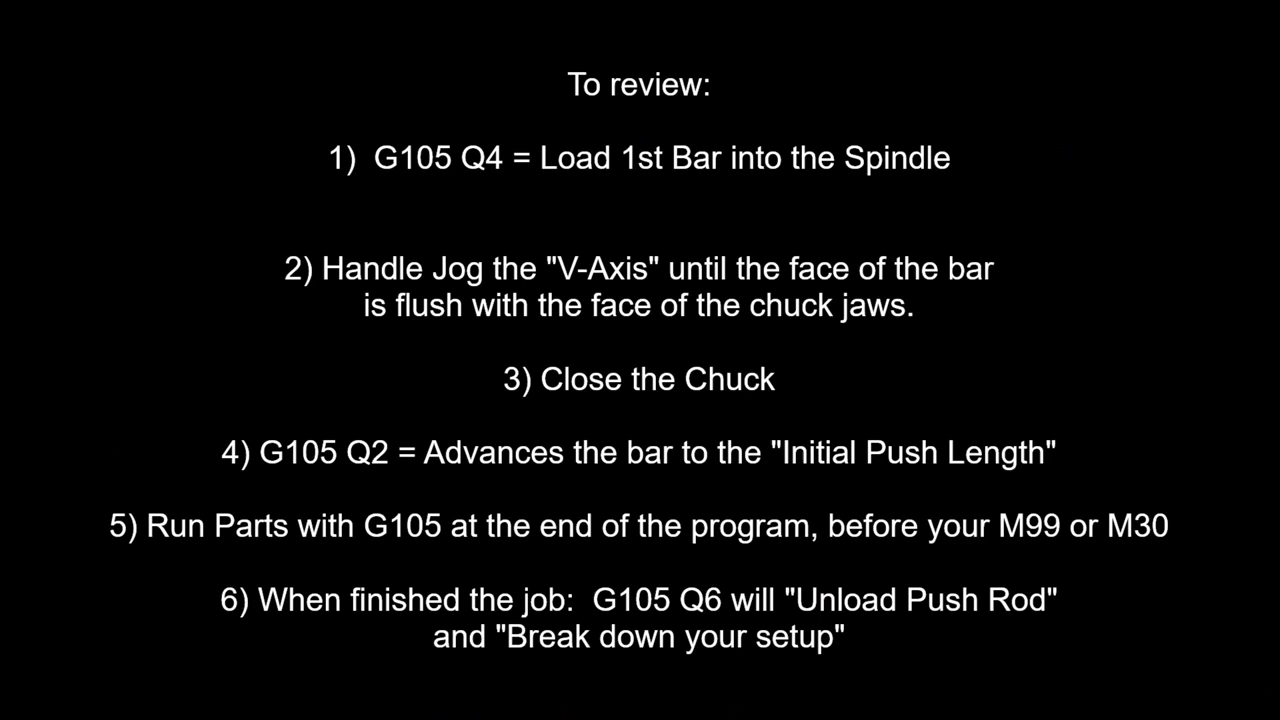 To review:
1)  G105 Q4 = Load 1st Bar into the Spindle
2) Handle Jog the "V-Axis" until the face of the bar
is flush with the face of the chuck jaws.
3) Close the Chuck
4) G105 Q2 = Advances the bar to the "Initial Push Length"
5) Run Parts with G105 at the end of the program, before your M99 or M30
6) When finished the job:  G105 Q6 will "Unload Push Rod"
and "Break down your setup"